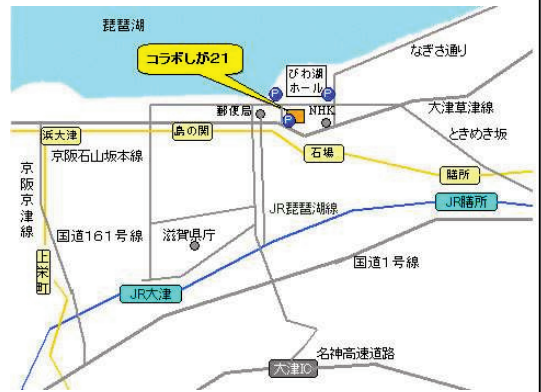 琵琶湖
なぎさ通り
コラボしが21
びわ湖
ホール
P
P
郵便局
NHK
P
大津草津線
ときめき坂
浜大津
島の関
石場
京阪石山坂本線
膳所
京阪京津線
JR琵琶湖線
JR膳所
国道161号線
滋賀県庁
上栄町
国道1号線
JR大津
名神高速道路
大津IC